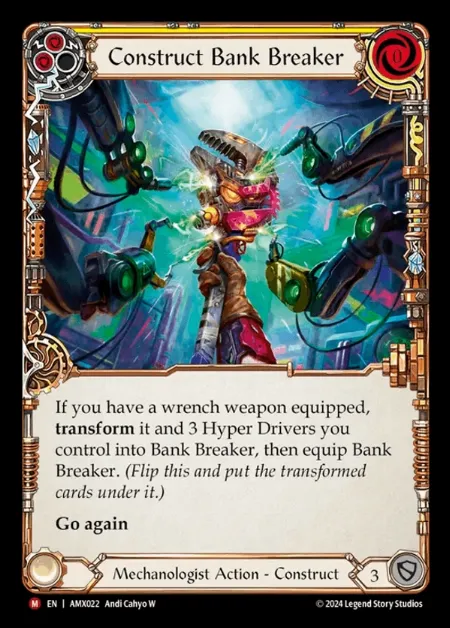 Construct Bank Breaker
0
If you have a wrench weapon equipped,
transform it and 3 Hyper Drivers you
control into Bank Breaker, then equip Bank
Breaker. (Flip this and put the transformed
cards under it.)
Go again
Mechanologist Action - Construct
3
M EN | AMX022 Andi Cahyo W
© 2024 Legend Story Studios